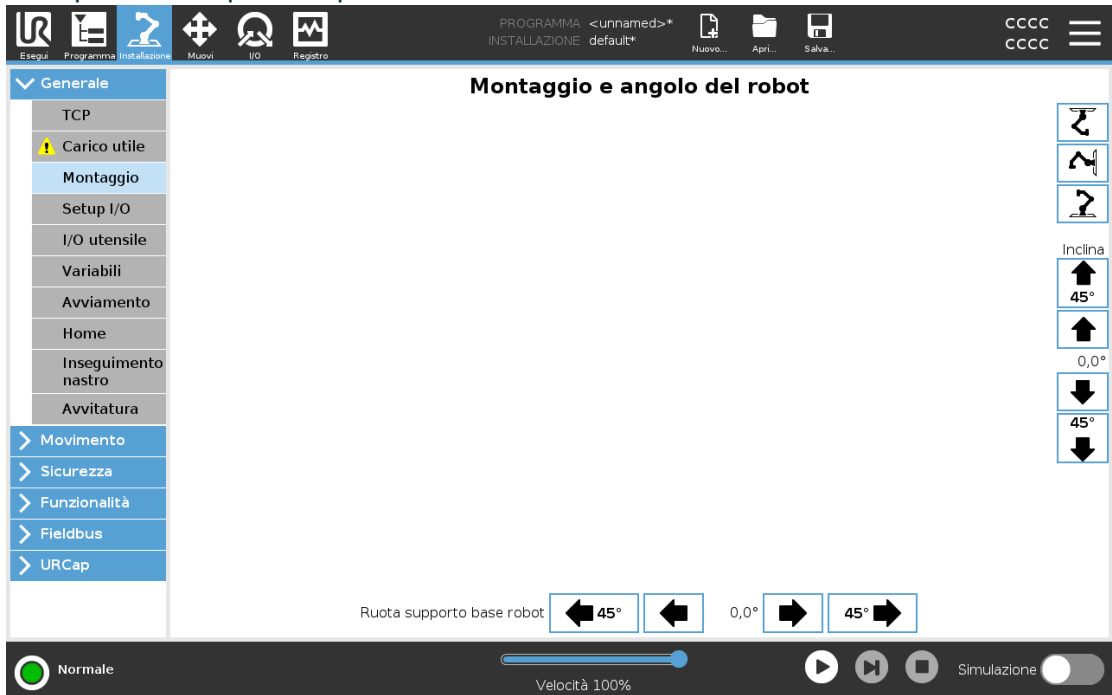 PROGRAMMA <unnamed>*
INSTALLAZIONE default*
UR
Esegui
Programma
Installazione
Muovi
I/O
Registro
Nuovo...
Apri...
Salva...
CCCC
CCCC
Generale
Montaggio e angolo del robot
TCP
Carico utile
Montaggio
Setup I/O
I/O utensile
Variabili
Avviamento
Home
Inseguimento
nastro
Avvitatura
Movimento
Sicurezza
Funzionalità
Fieldbus
URCap
Inclina
45°
0,0°
45°
Ruota supporto base robot
45°
0,0°
45°
Normale
Velocità 100%
Simulazione